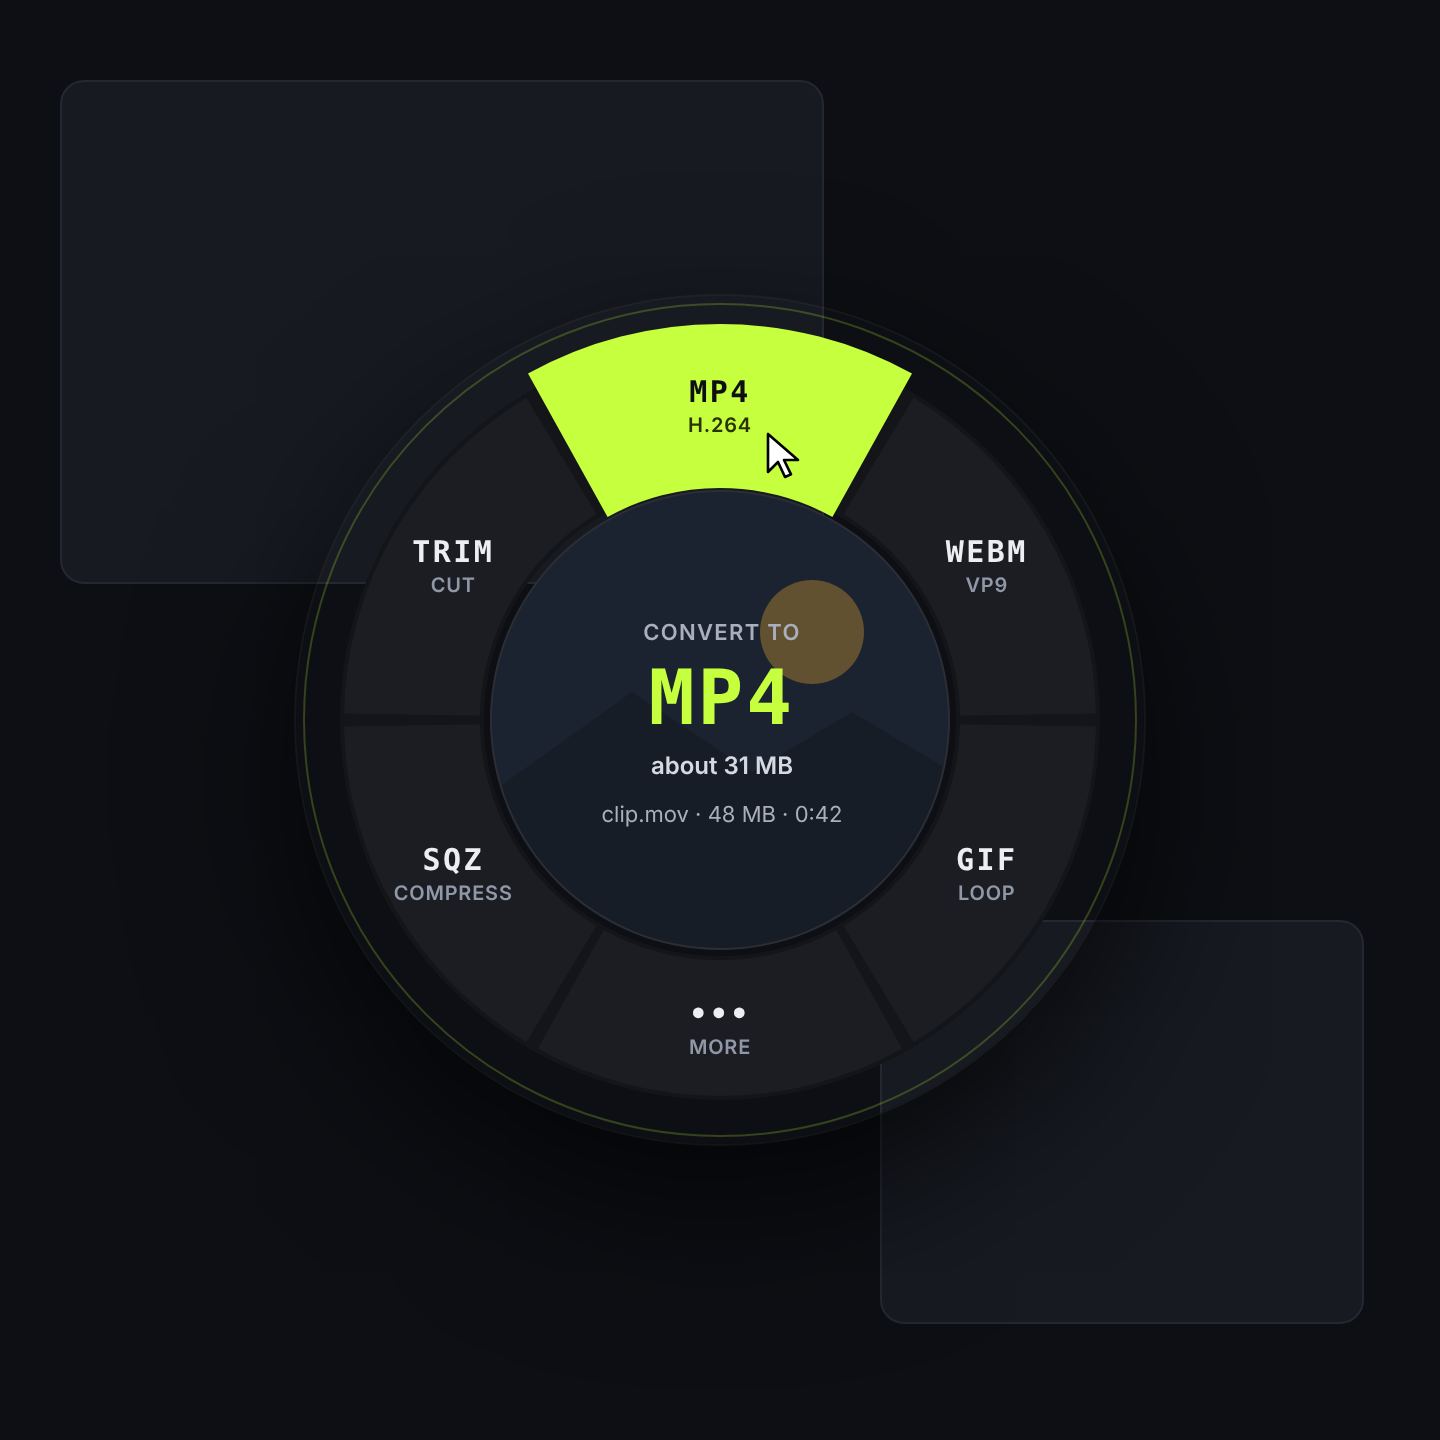 MP4
H.264
TRIM
CUT
WEBM
VP9
CONVERT TO
MP4
about 31 MB
clip.mov · 48 MB · 0:42
SQZ
COMPRESS
GIF
LOOP
•••
MORE